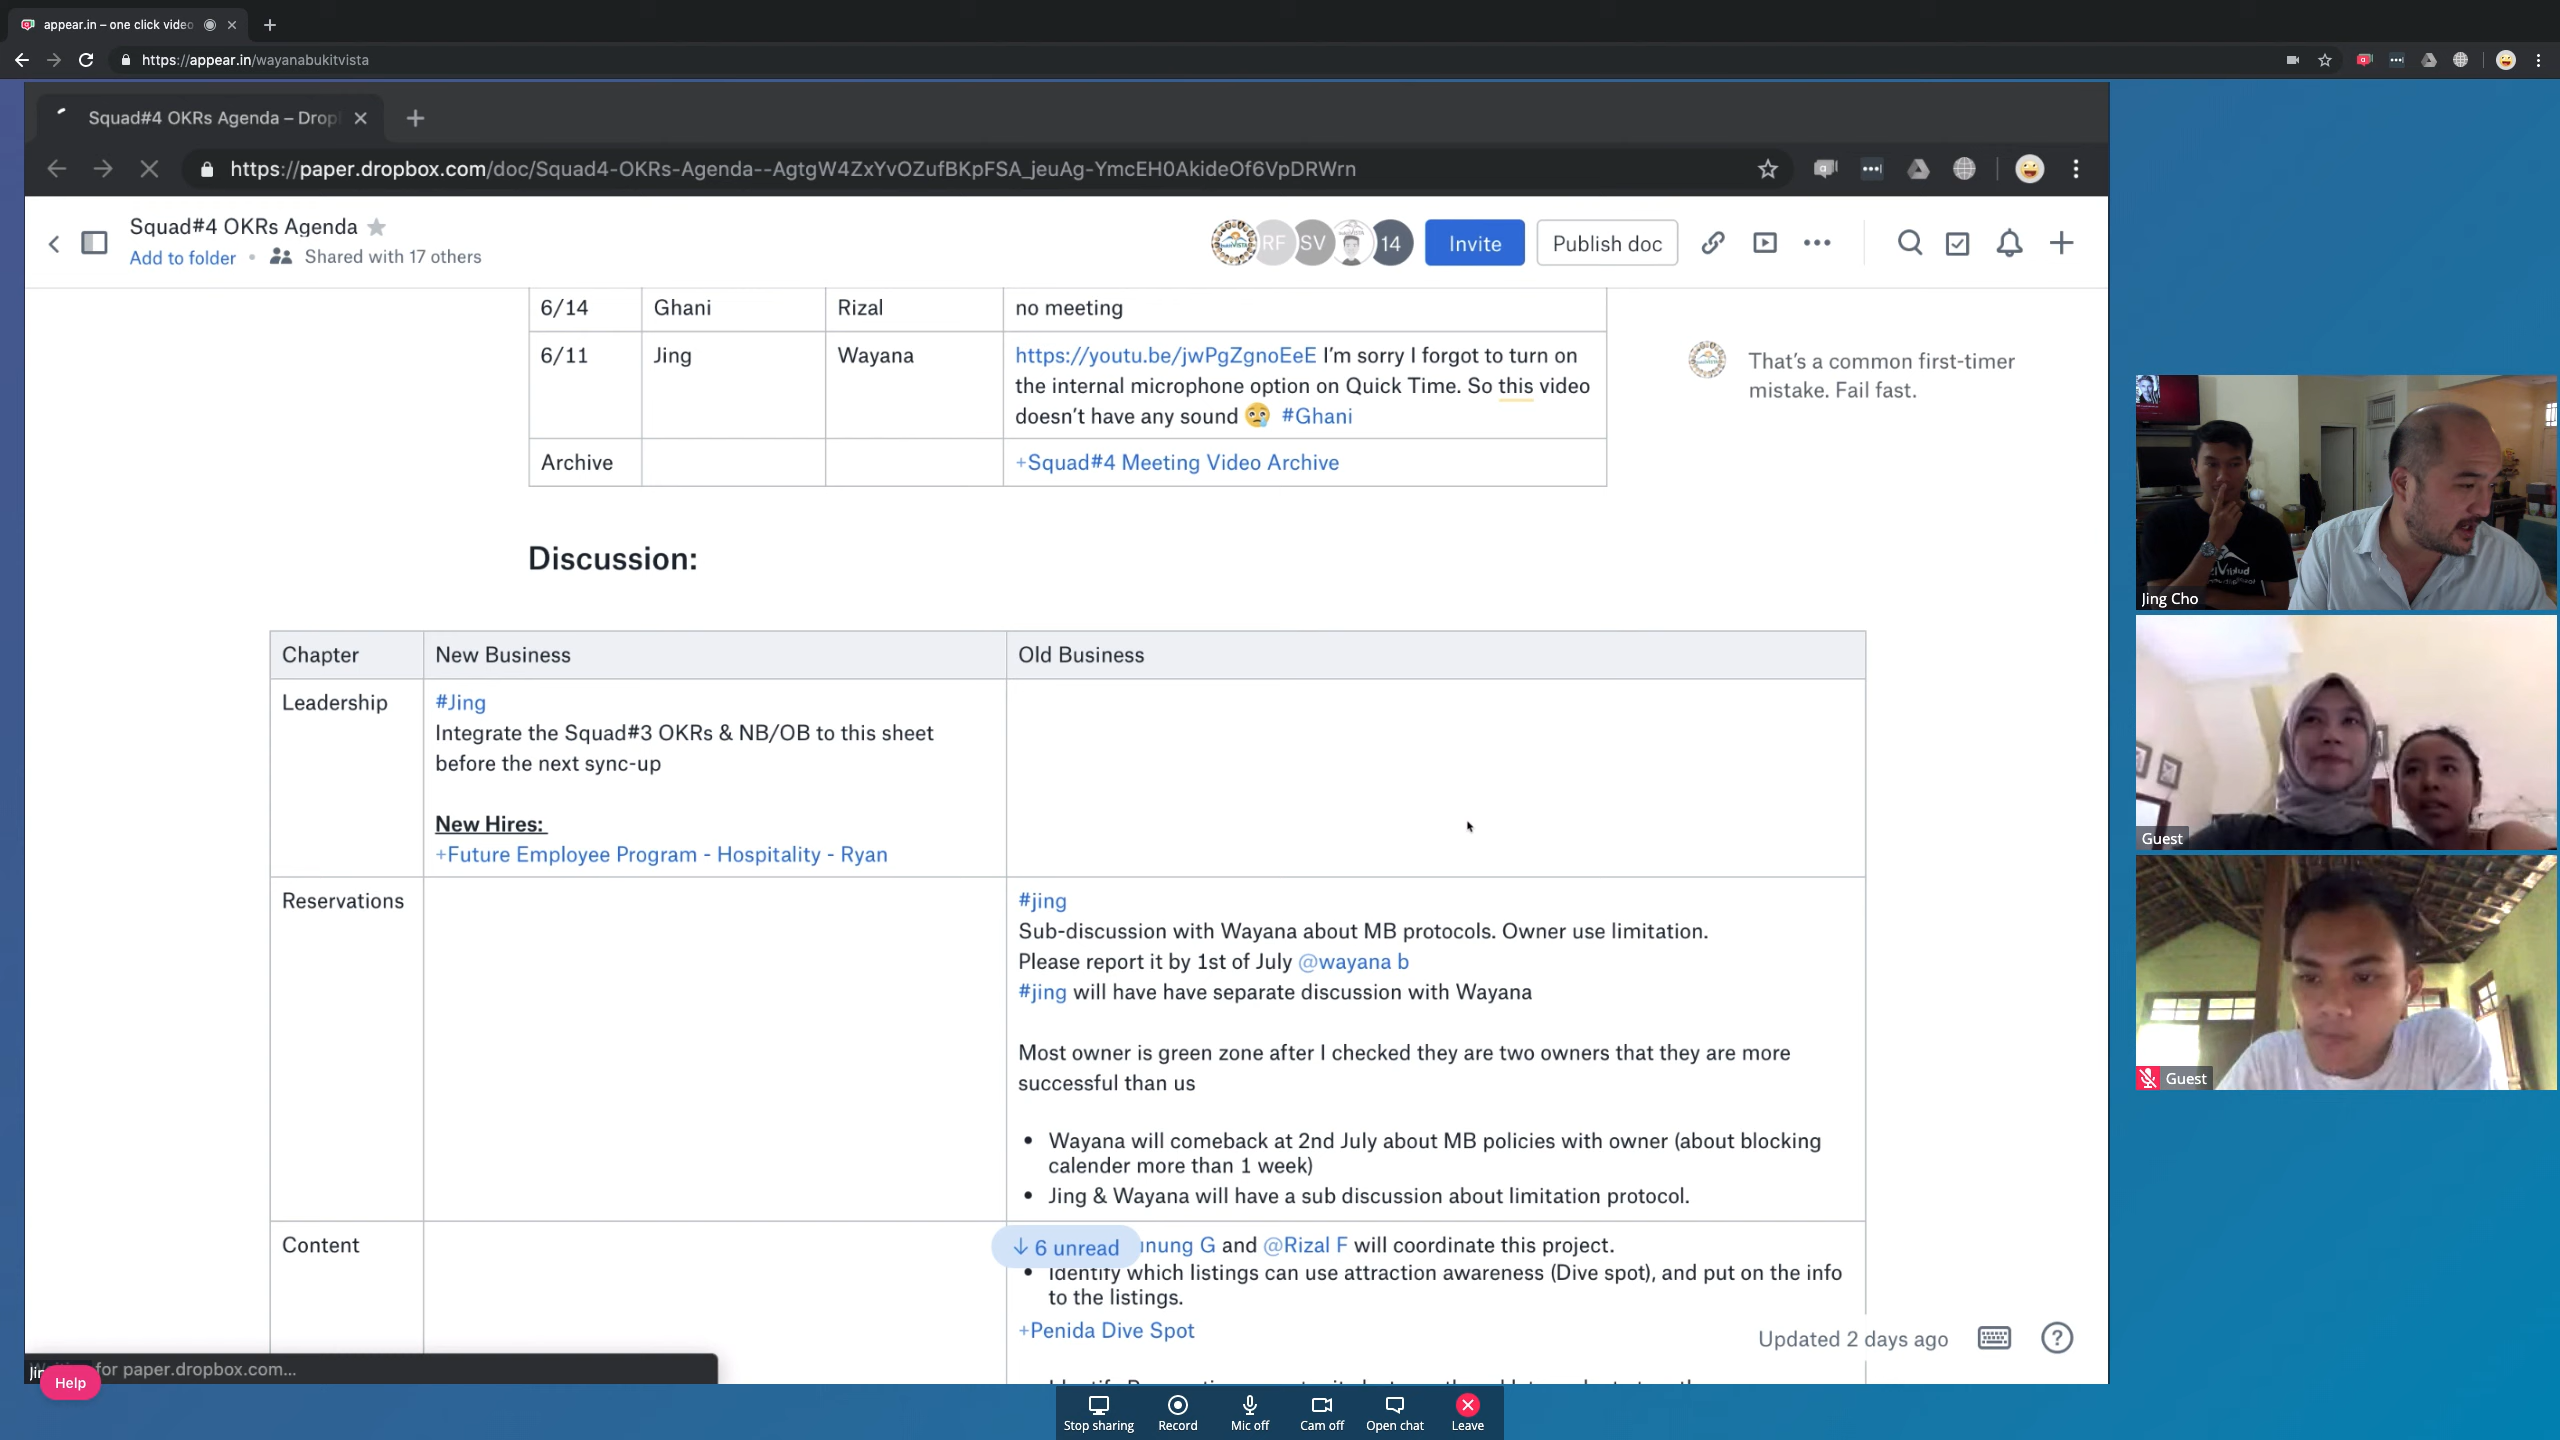 appear.in – one click video
https://appear.in/wayanabukitvista
Squad#4 OKRs Agenda – Drop
https://paper.dropbox.com/doc/Squad4-OKRs-Agenda--AgtgW4ZxYvOZufBKpFSA_jeuAg-YmcEH0AkideOf6VpDRWrn
Squad#4 OKRs Agenda
Add to folder • Shared with 17 others
RF SV 14 Invite Publish doc
6/14 Ghani Rizal no meeting
6/11 Jing Wayana https://youtu.be/jwPgZgnoEeE I'm sorry I forgot to turn on
the internal microphone option on Quick Time. So this video
doesn't have any sound 😢 #Ghani
That's a common first-timer
mistake. Fail fast.
Archive +Squad#4 Meeting Video Archive
Discussion:
Chapter New Business Old Business
Leadership #Jing
Integrate the Squad#3 OKRs & NB/OB to this sheet
before the next sync-up
New Hires:
+Future Employee Program - Hospitality - Ryan
Reservations #jing
Sub-discussion with Wayana about MB protocols. Owner use limitation.
Please report it by 1st of July @wayana b
#jing will have have separate discussion with Wayana
Most owner is green zone after I checked they are two owners that they are more
successful than us
• Wayana will comeback at 2nd July about MB policies with owner (about blocking
calender more than 1 week)
• Jing & Wayana will have a sub discussion about limitation protocol.
Content G and @Rizal F will coordinate this project.
↓ 6 unread
• Identify which listings can use attraction awareness (Dive spot), and put on the info
to the listings.
+Penida Dive Spot
Updated 2 days ago
for paper.dropbox.com...
Help
Jing Cho
Guest
Guest
Stop sharing Record Mic off Cam off Open chat Leave